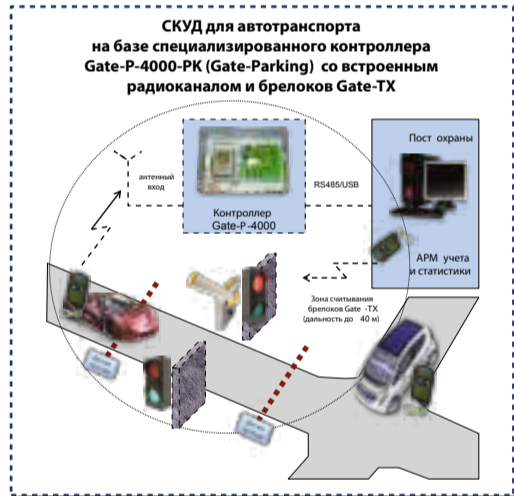 СКУД для автотранспорта
на базе специализированного контроллера
Gate-P-4000-PK (Gate-Parking) со встроенным
радиоканалом и брелоков Gate-TX
Пост охраны
антенный
вход
RS485/USB
Контроллер
Gate-P-4000
АРМ учета
и статистики
Зона считывания
брелоков Gate -TX
(дальность до 40 м)